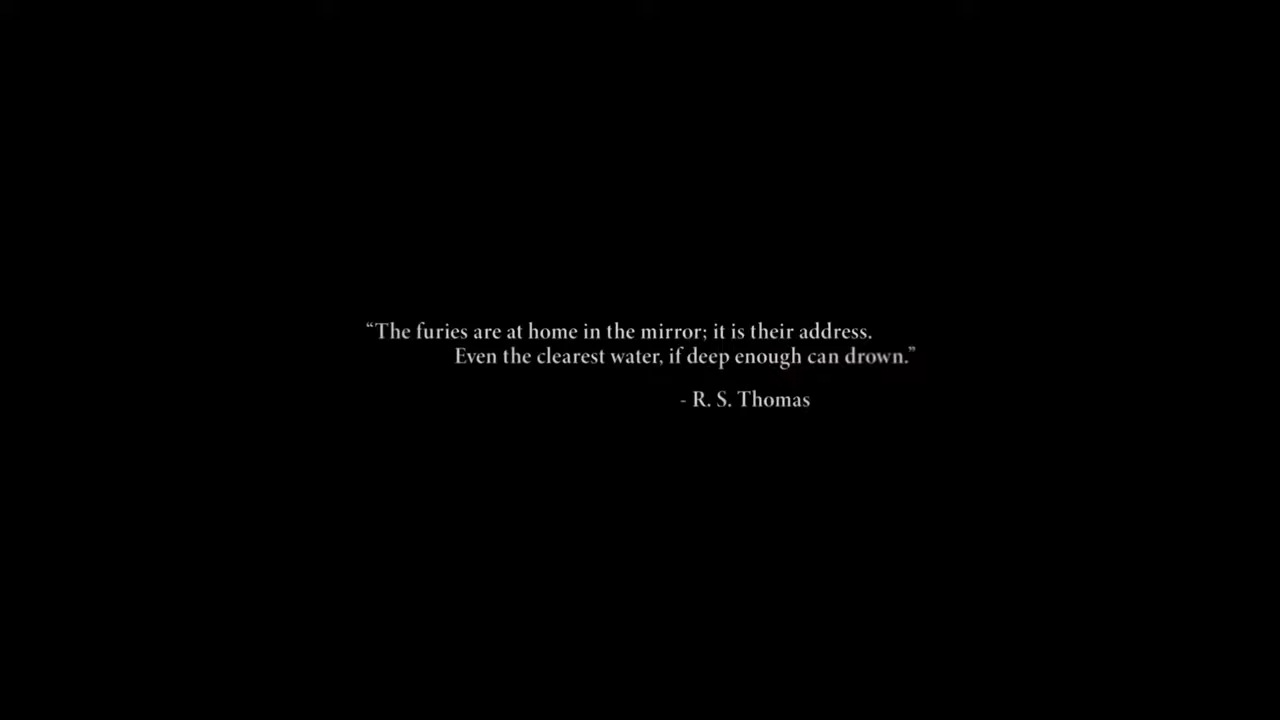 “The furies are at home in the mirror; it is their address.
Even the clearest water, if deep enough can drown.”
- R. S. Thomas